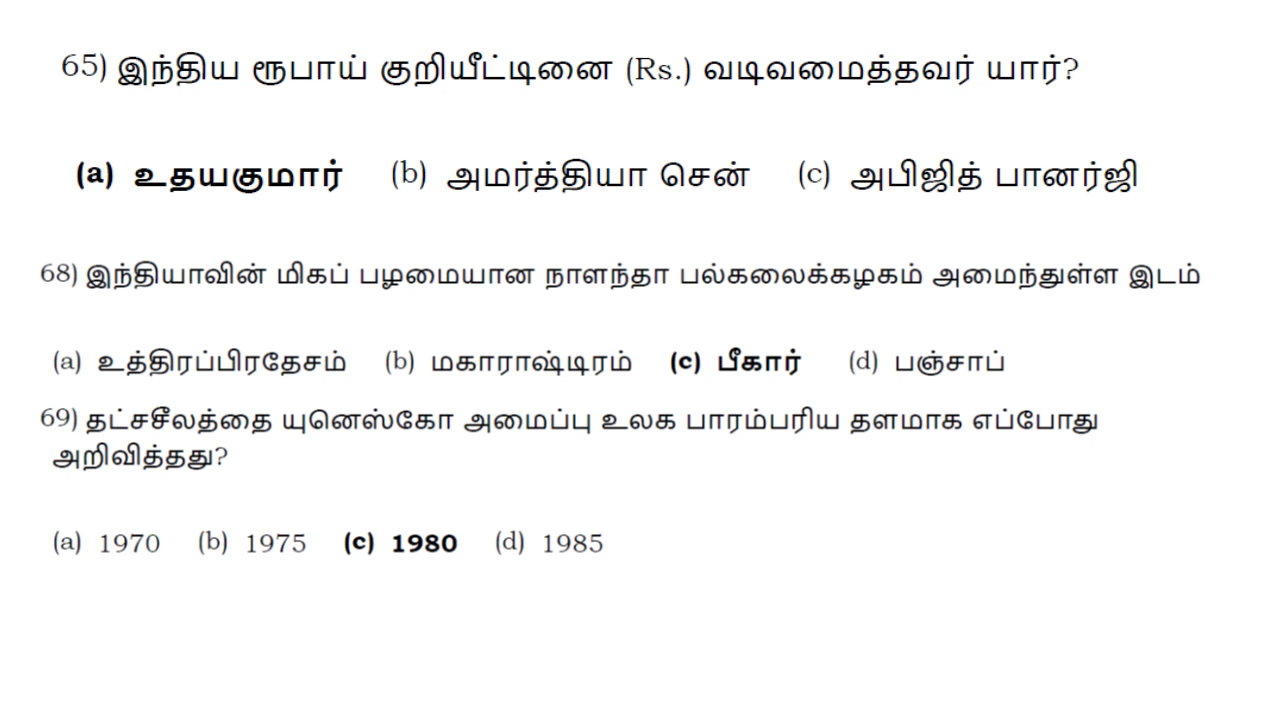 65) இந்திய ரூபாய் குறியீட்டினை (Rs.) வடிவமைத்தவர் யார்?
(a) உதயகுமார் (b) அமர்த்தியா சென் (c) அபிஜித் பானர்ஜி
68) இந்தியாவின் மிகப் பழமையான நாளந்தா பல்கலைக்கழகம் அமைந்துள்ள இடம்
(a) உத்திரப்பிரதேசம் (b) மகாராஷ்டிரம் (c) பீகார் (d) பஞ்சாப்
69) தட்சசீலத்தை யுனெஸ்கோ அமைப்பு உலக பாரம்பரிய தளமாக எப்போது
அறிவித்தது?
(a) 1970 (b) 1975 (c) 1980 (d) 1985